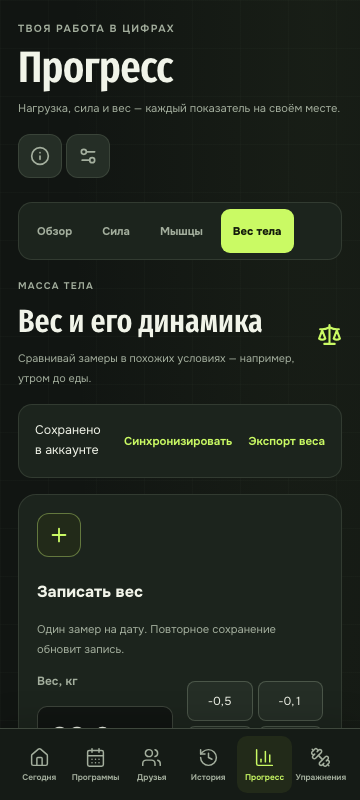 ТВОЯ РАБОТА В ЦИФРАХ
Прогресс
Нагрузка, сила и вес — каждый показатель на своём месте.
Обзор Сила Мышцы Вес тела
МАССА ТЕЛА
Вес и его динамика
Сравнивай замеры в похожих условиях — например,
утром до еды.
Сохранено
в аккаунте
Синхронизировать Экспорт веса
Записать вес
Один замер на дату. Повторное сохранение
обновит запись.
Вес, кг
-0,5 -0,1
Сегодня Программы Друзья История Прогресс Упражнения